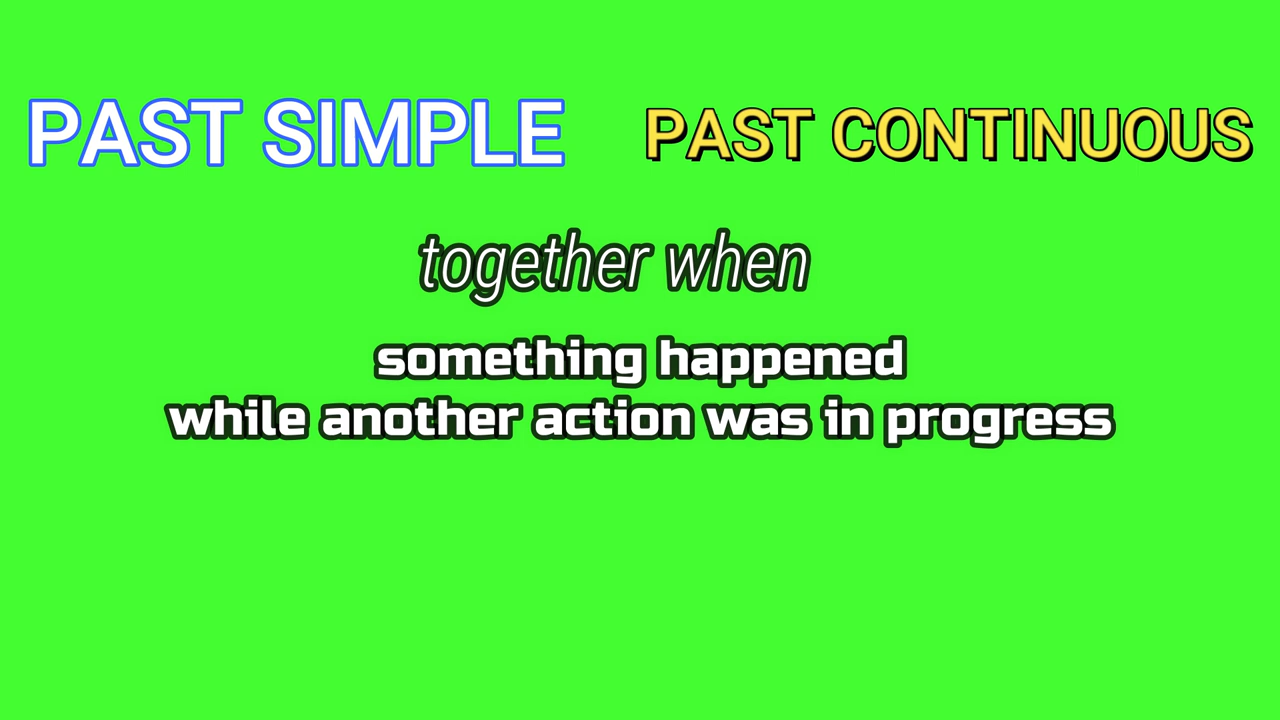 PAST SIMPLE PAST CONTINUOUS
together when
something happened
while another action was in progress